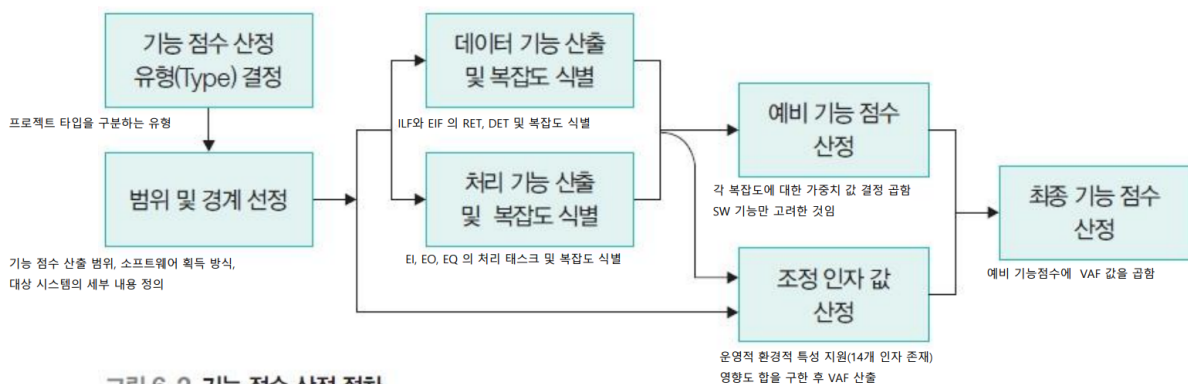 기능 점수 산정
유형(Type) 결정
프로젝트 타입을 구분하는 유형
범위 및 경계 선정
기능 점수 산출 범위, 소프트웨어 획득 방식,
대상 시스템의 세부 내용 정의
데이터 기능 산출
및 복잡도 식별
ILF와 EIF 의 RET, DET 및 복잡도 식별
처리 기능 산출
및 복잡도 식별
EI, EO, EQ 의 처리 태스크 및 복잡도 식별
예비 기능 점수
산정
각 복잡도에 대한 가중치 값 결정 곱함
SW 기능만 고려한 것임
조정 인자 값
산정
운영적 환경적 특성 지원(14개 인자 존재)
영향도 합을 구한 후 VAF 산출
최종 기능 점수
산정
예비 기능점수에 VAF 값을 곱함